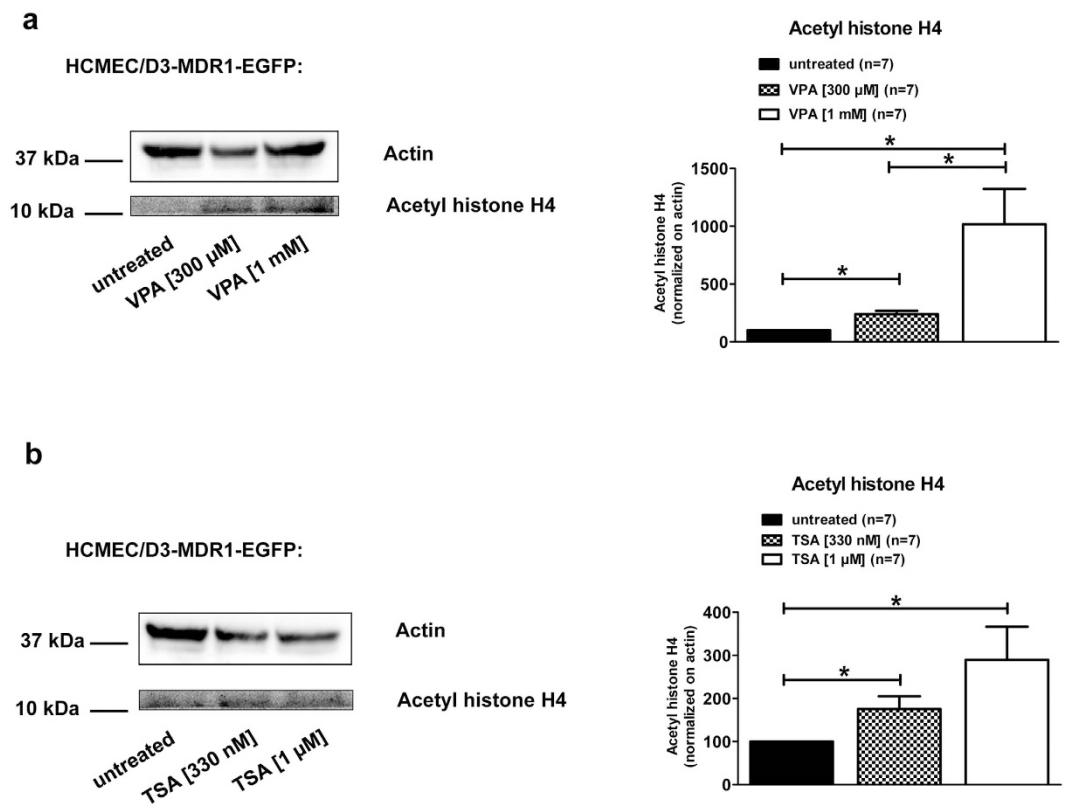 a
HCMEC/D3-MDR1-EGFP:
37 kDa
Actin
10 kDa
Acetyl histone H4
untreated
VPA [300 µM]
VPA [1 mM]
Acetyl histone H4
untreated (n=7)
VPA [300 µM] (n=7)
VPA [1 mM] (n=7)
Acetyl histone H4
(normalized on actin)
1500
1000
500
0
*
*
*
b
HCMEC/D3-MDR1-EGFP:
37 kDa
Actin
10 kDa
Acetyl histone H4
untreated
TSA [330 nM]
TSA [1 µM]
Acetyl histone H4
untreated (n=7)
TSA [330 nM] (n=7)
TSA [1 µM] (n=7)
Acetyl histone H4
(normalized on actin)
400
300
200
100
0
*
*